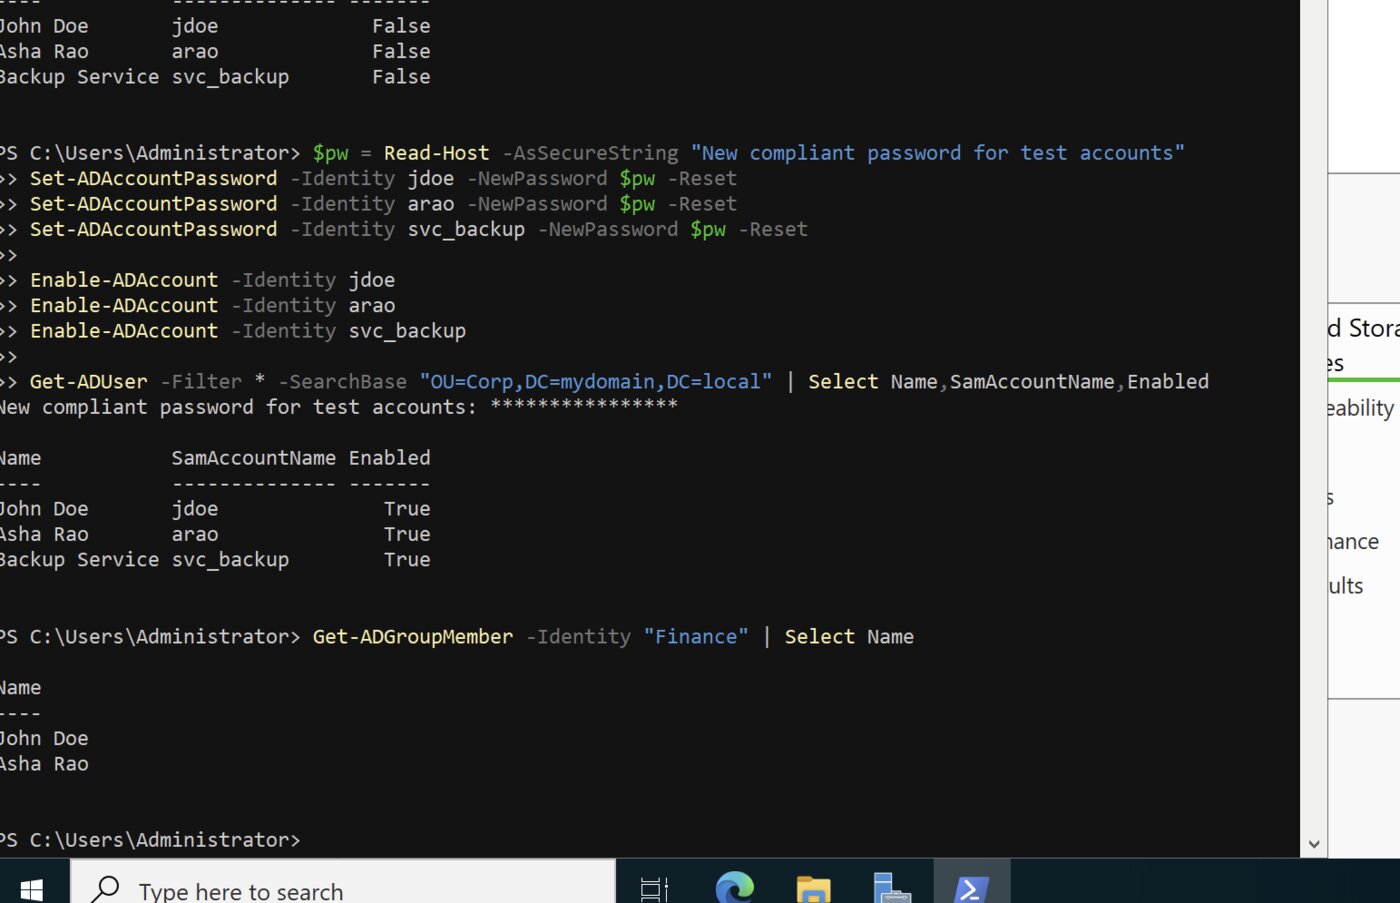 ---- -------------- -------
John Doe jdoe False
Asha Rao arao False
Backup Service svc_backup False
PS C:\Users\Administrator> $pw = Read-Host -AsSecureString "New compliant password for test accounts"
>> Set-ADAccountPassword -Identity jdoe -NewPassword $pw -Reset
>> Set-ADAccountPassword -Identity arao -NewPassword $pw -Reset
>> Set-ADAccountPassword -Identity svc_backup -NewPassword $pw -Reset
>>
>> Enable-ADAccount -Identity jdoe
>> Enable-ADAccount -Identity arao
>> Enable-ADAccount -Identity svc_backup
>>
>> Get-ADUser -Filter * -SearchBase "OU=Corp,DC=mydomain,DC=local" | Select Name,SamAccountName,Enabled
New compliant password for test accounts: ****************
Name SamAccountName Enabled
---- -------------- -------
John Doe jdoe True
Asha Rao arao True
Backup Service svc_backup True
PS C:\Users\Administrator> Get-ADGroupMember -Identity "Finance" | Select Name
Name
----
John Doe
Asha Rao
PS C:\Users\Administrator>
d Stora
es
eability
s
nance
ults
Type here to search